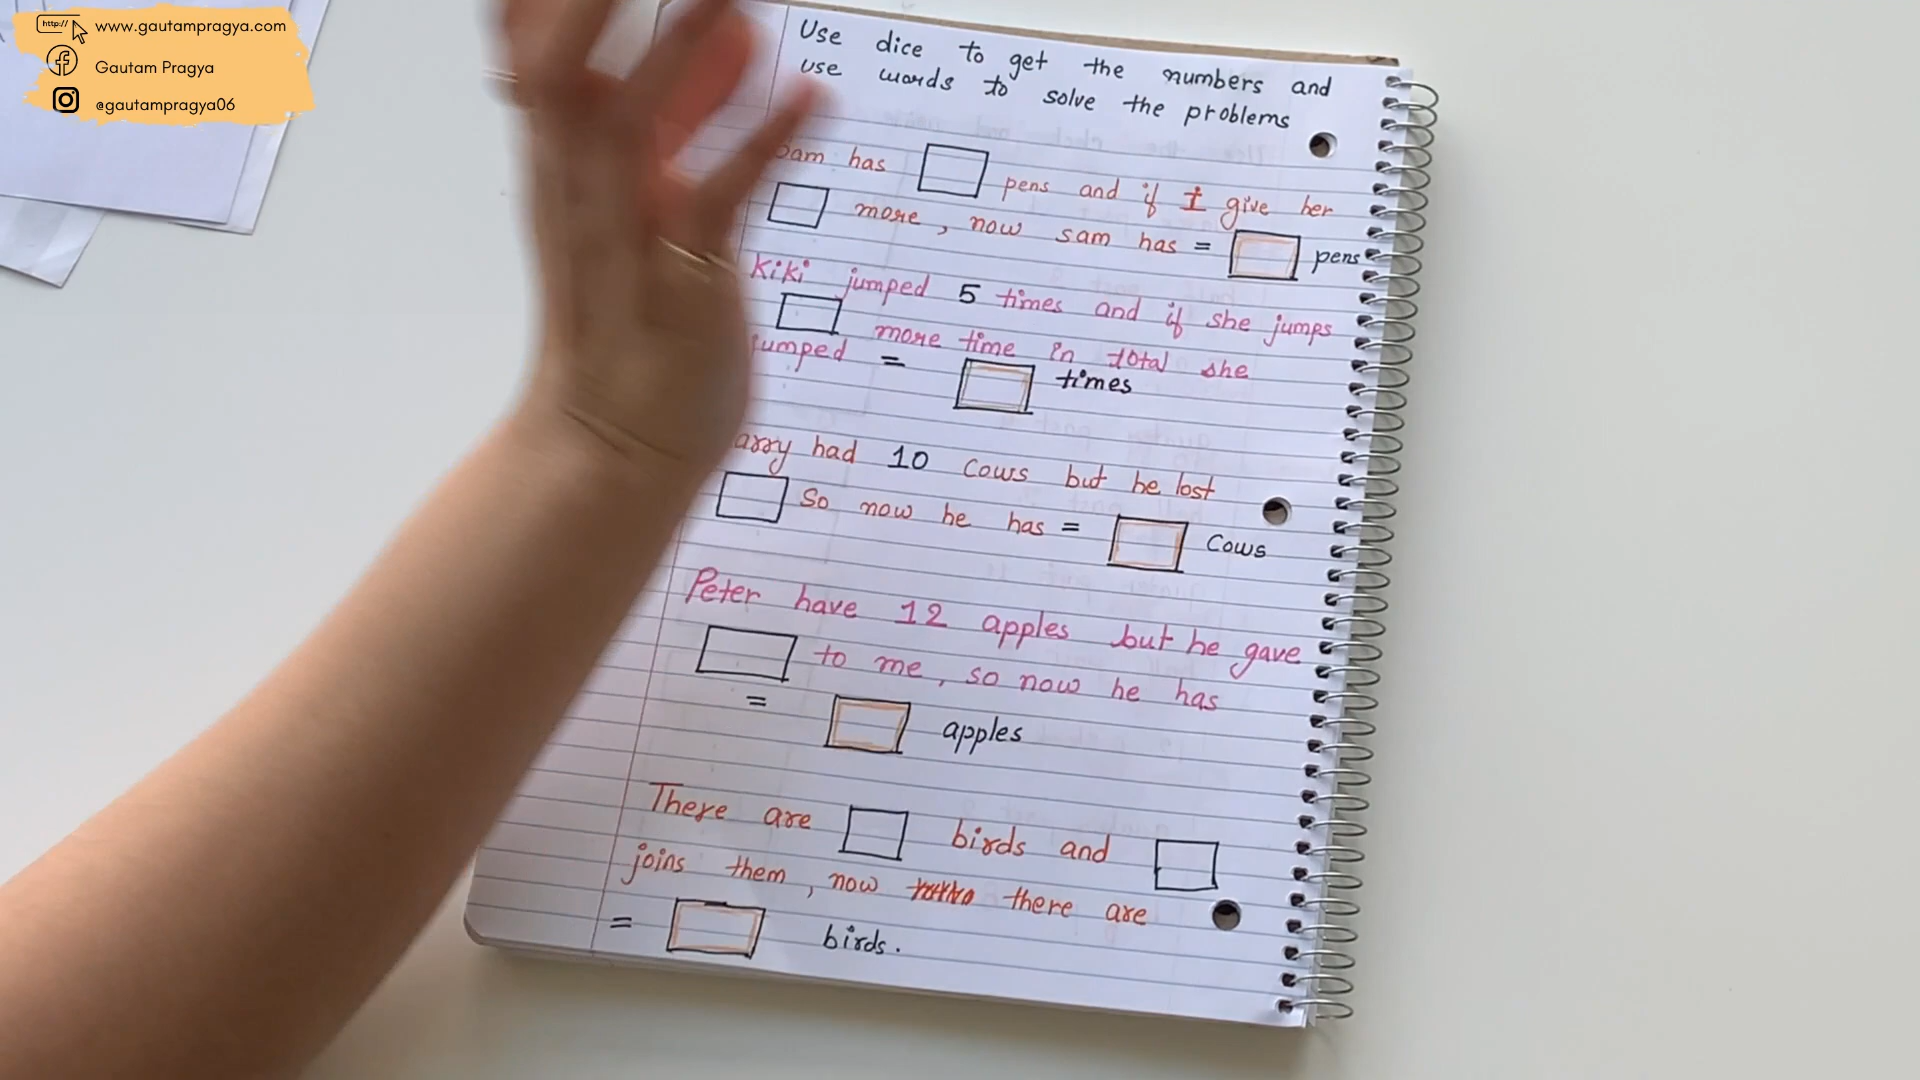 http://
www.gautampragya.com
Gautam Pragya
@gautampragya06
Use dice to get the numbers and
use words to solve the problems
Sam has pens and if I give her
more, now sam has = pens
Kiki jumped 5 times and if she jumps
more time in total she
jumped = times
arry had 10 Cows but he lost
So now he has = Cows
Peter have 12 apples but he gave
to me, so now he has
= apples
There are birds and
joins them, now there are
= birds.